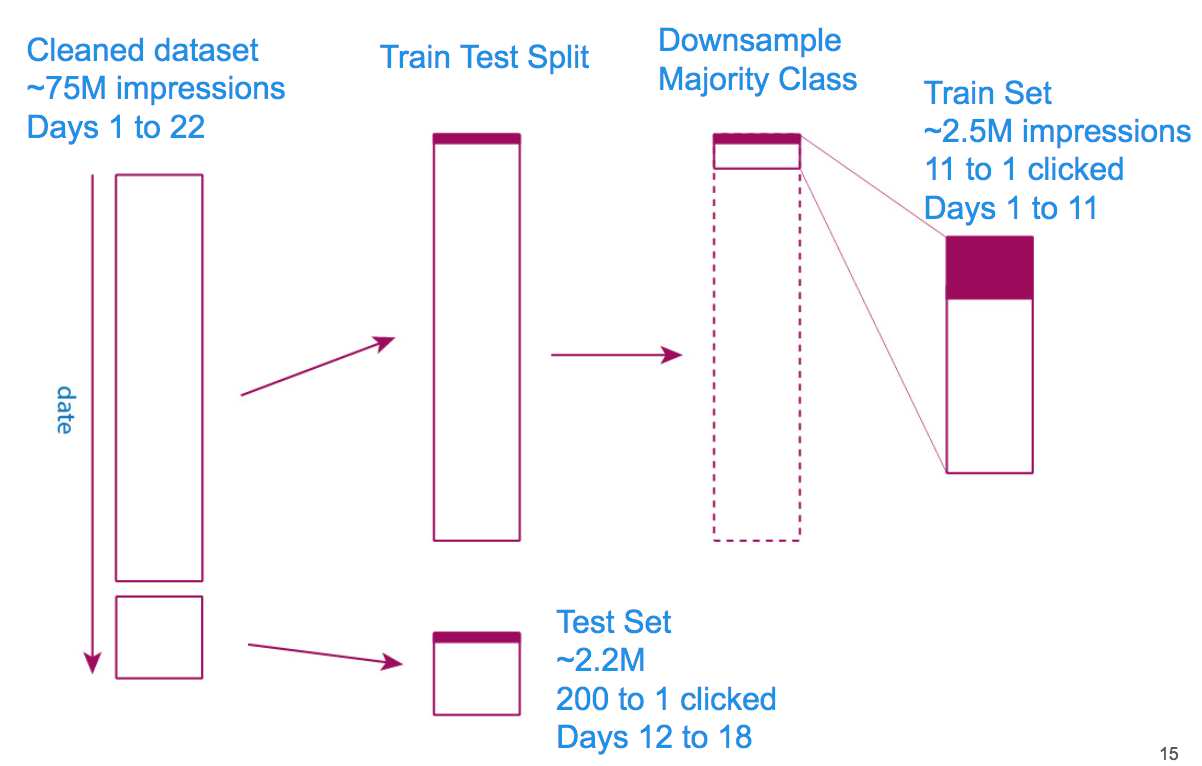 Cleaned dataset
~75M impressions
Days 1 to 22
Train Test Split
Downsample
Majority Class
Train Set
~2.5M impressions
11 to 1 clicked
Days 1 to 11
date
Test Set
~2.2M
200 to 1 clicked
Days 12 to 18
15